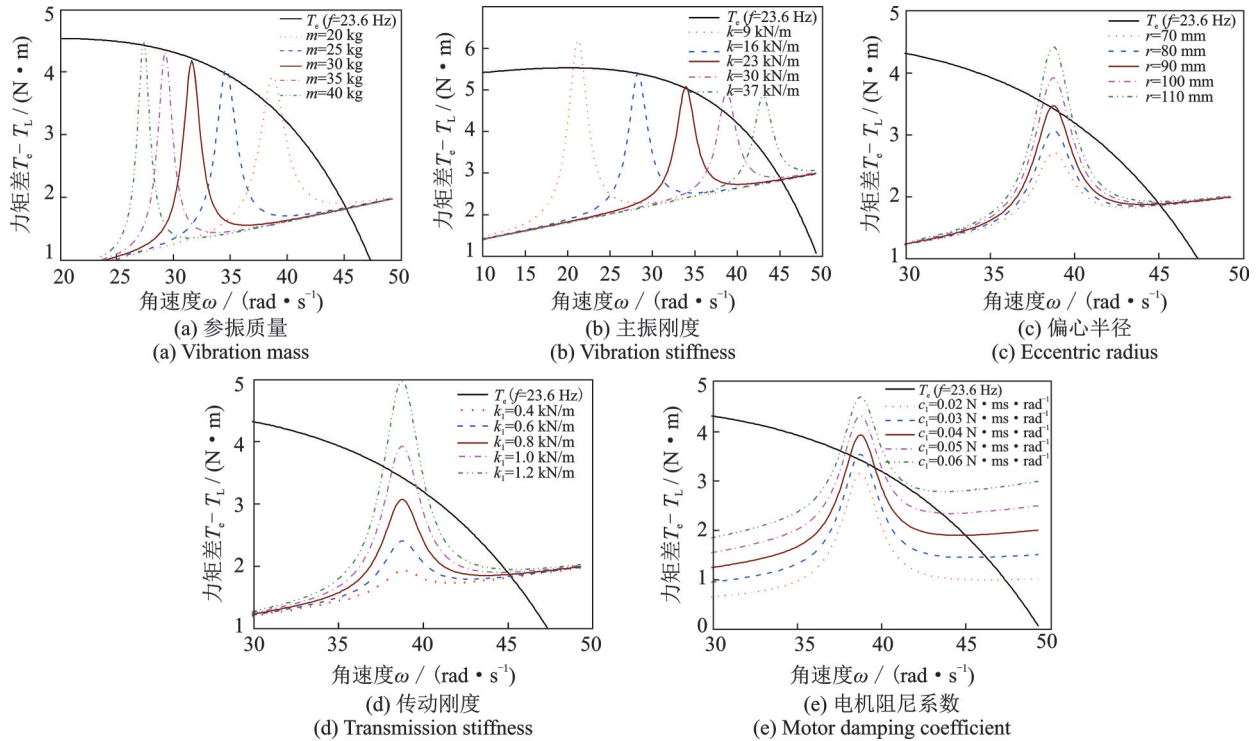 力矩差Tₑ− T_L / (N • m)
5
4
3
2
1
20
25
30
35
40
45
50
Tₑ (f=23.6 Hz)
m=20 kg
m=25 kg
m=30 kg
m=35 kg
m=40 kg
角速度ω / (rad • s⁻¹)
(a) 参振质量
(a) Vibration mass
力矩差Tₑ− T_L / (N • m)
7
6
5
4
3
2
1
10
15
20
25
30
35
40
45
50
Tₑ (f=23.6 Hz)
k=9 kN/m
k=16 kN/m
k=23 kN/m
k=30 kN/m
k=37 kN/m
角速度ω / (rad • s⁻¹)
(b) 主振刚度
(b) Vibration stiffness
力矩差Tₑ− T_L / (N • m)
5
4
3
2
1
30
35
40
45
50
Tₑ (f=23.6 Hz)
r=70 mm
r=80 mm
r=90 mm
r=100 mm
r=110 mm
角速度ω / (rad • s⁻¹)
(c) 偏心半径
(c) Eccentric radius
力矩差Tₑ− T_L / (N • m)
5
4
3
2
1
30
35
40
45
50
Tₑ (f=23.6 Hz)
k₁=0.4 kN/m
k₁=0.6 kN/m
k₁=0.8 kN/m
k₁=1.0 kN/m
k₁=1.2 kN/m
角速度ω / (rad • s⁻¹)
(d) 传动刚度
(d) Transmission stiffness
力矩差Tₑ− T_L / (N • m)
5
4
3
2
1
0
30
35
40
45
50
Tₑ (f=23.6 Hz)
c₁=0.02 N • ms • rad⁻¹
c₁=0.03 N • ms • rad⁻¹
c₁=0.04 N • ms • rad⁻¹
c₁=0.05 N • ms • rad⁻¹
c₁=0.06 N • ms • rad⁻¹
角速度ω / (rad • s⁻¹)
(e) 电机阻尼系数
(e) Motor damping coefficient